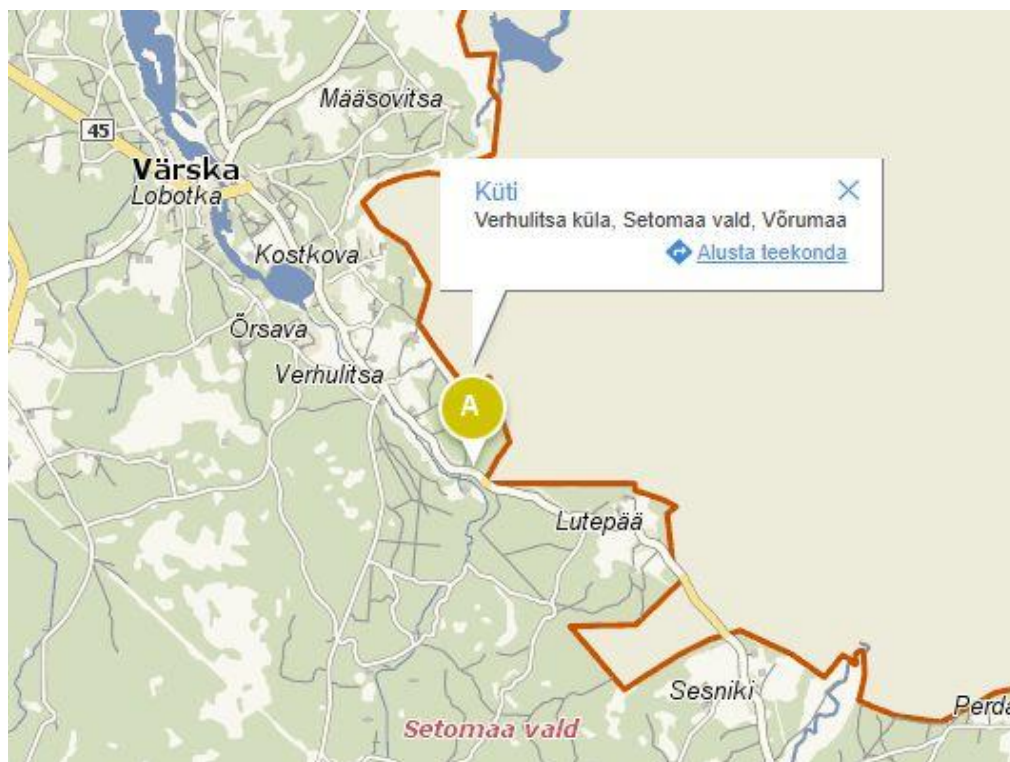 Määsovitsa
45
Värska
Lobotka
Küti
Verhulitsa küla, Setomaa vald, Võrumaa
Alusta teekonda
Kostkova
Õrsava
Verhulitsa
A
Lutepää
Sesniki
Perda
Setomaa vald